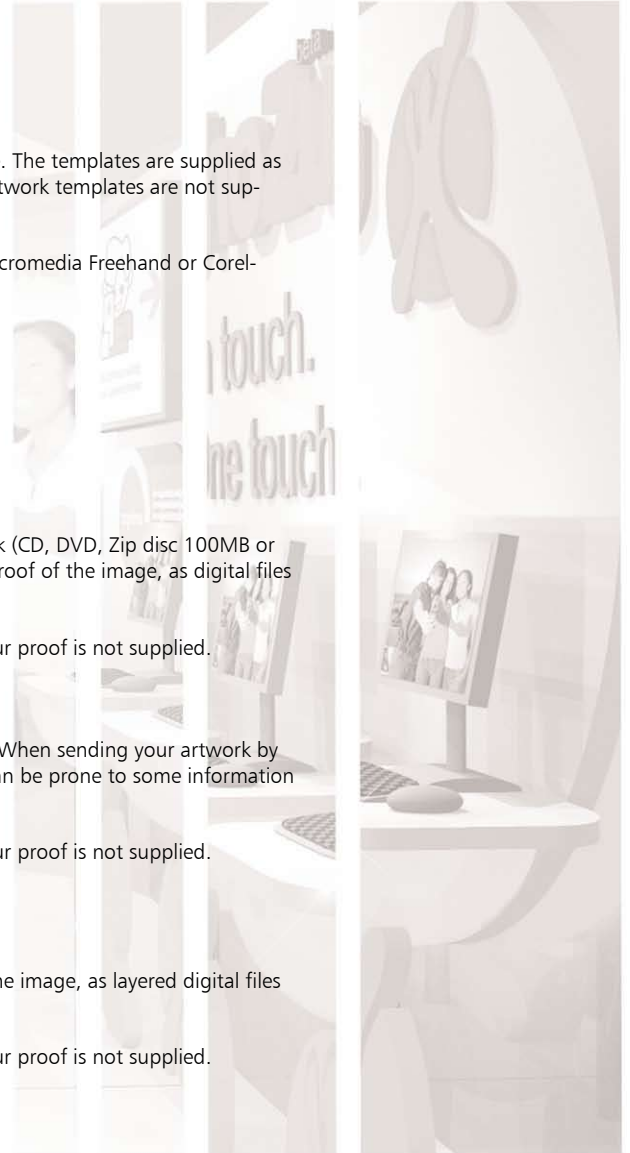 . The templates are supplied as
twork templates are not sup-
cromedia Freehand or Corel-
touch.
ne touch
k (CD, DVD, Zip disc 100MB or
roof of the image, as digital files
ur proof is not supplied.
When sending your artwork by
an be prone to some information
ur proof is not supplied.
ne image, as layered digital files
ur proof is not supplied.